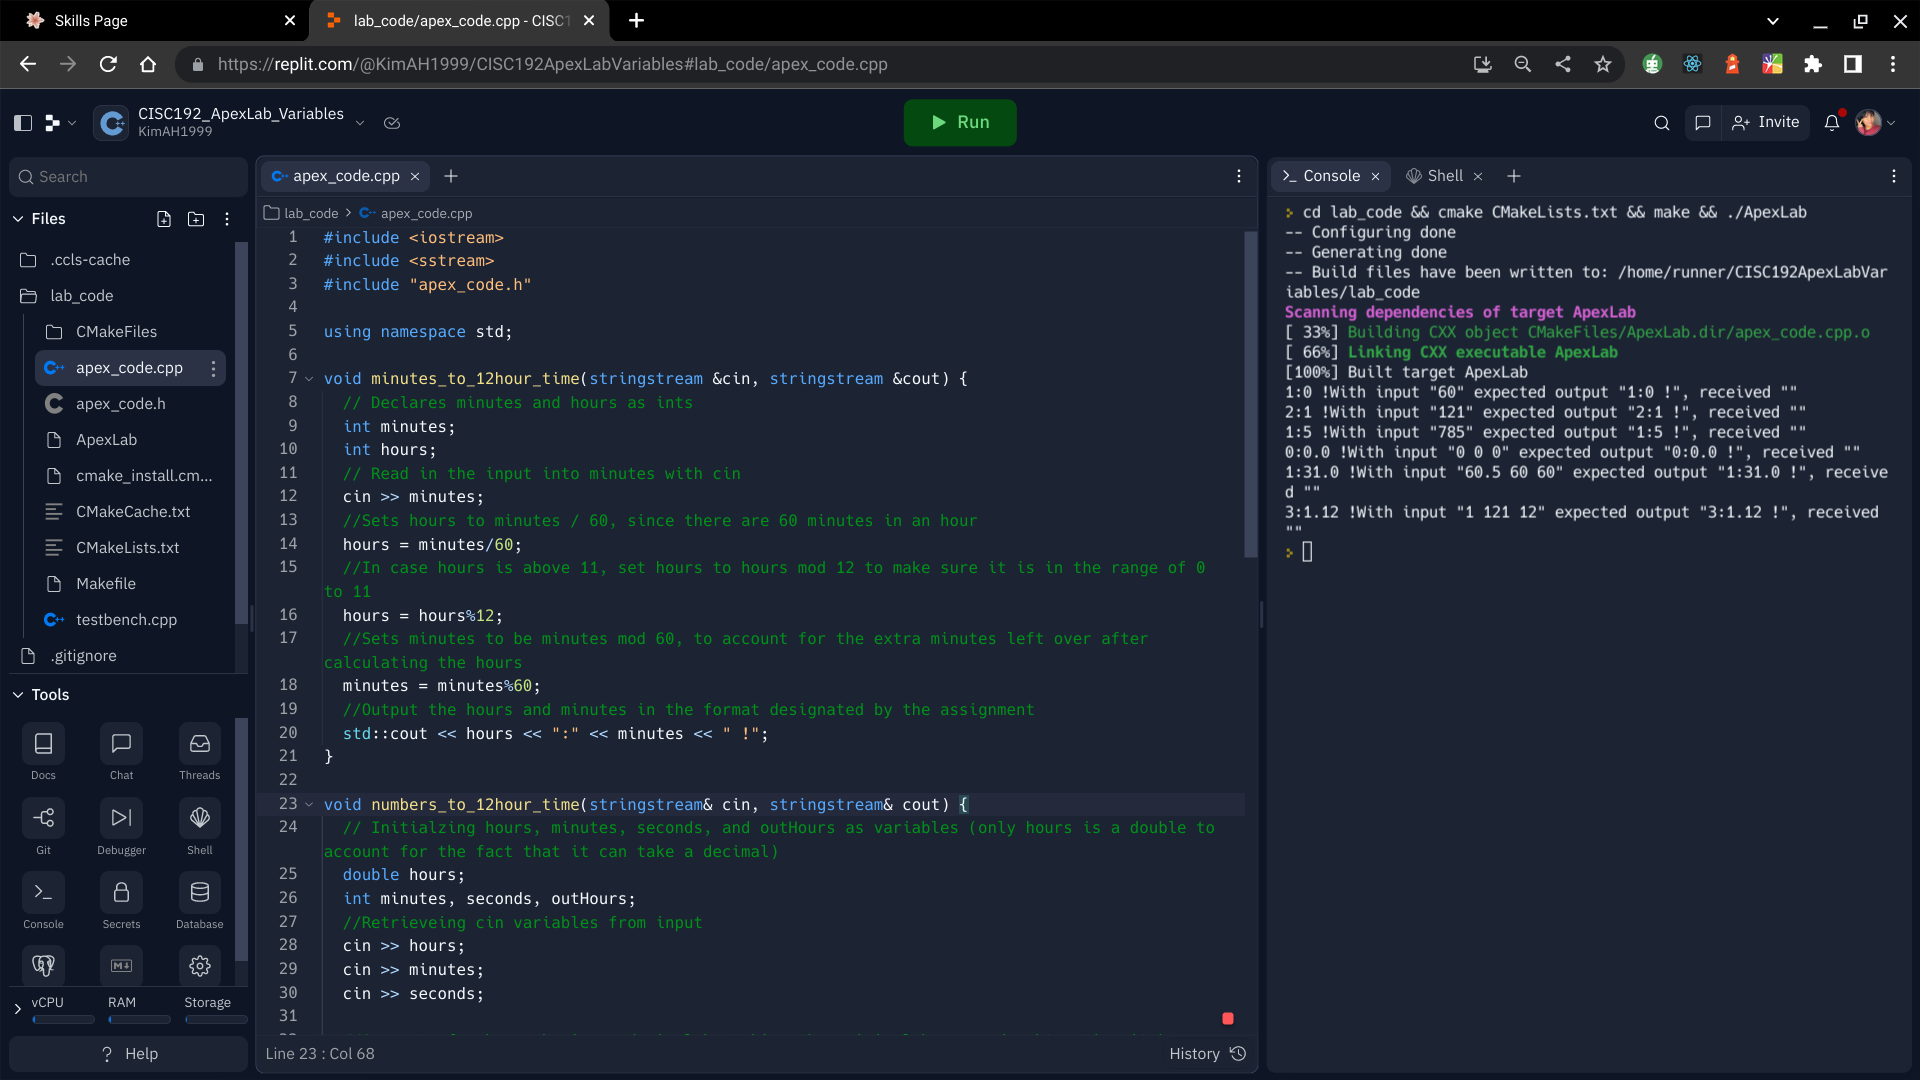 Skills Page
lab_code/apex_code.cpp - CISC1
https://replit.com/@KimAH1999/CISC192ApexLabVariables#lab_code/apex_code.cpp
CISC192_ApexLab_Variables
KimAH1999
Run
Invite
Search
Files
.ccls-cache
lab_code
CMakeFiles
apex_code.cpp
apex_code.h
ApexLab
cmake_install.cm...
CMakeCache.txt
CMakeLists.txt
Makefile
testbench.cpp
.gitignore
Tools
Docs Chat Threads
Git Debugger Shell
Console Secrets Database
vCPU RAM Storage
? Help
apex_code.cpp
lab_code > apex_code.cpp
1 #include <iostream>
2 #include <sstream>
3 #include "apex_code.h"
4
5 using namespace std;
6
7 void minutes_to_12hour_time(stringstream &cin, stringstream &cout) {
8 // Declares minutes and hours as ints
9 int minutes;
10 int hours;
11 // Read in the input into minutes with cin
12 cin >> minutes;
13 //Sets hours to minutes / 60, since there are 60 minutes in an hour
14 hours = minutes/60;
15 //In case hours is above 11, set hours to hours mod 12 to make sure it is in the range of 0
to 11
16 hours = hours%12;
17 //Sets minutes to be minutes mod 60, to account for the extra minutes left over after
calculating the hours
18 minutes = minutes%60;
19 //Output the hours and minutes in the format designated by the assignment
20 std::cout << hours << ":" << minutes << " !";
21 }
22
23 void numbers_to_12hour_time(stringstream& cin, stringstream& cout) {
24 // Initialzing hours, minutes, seconds, and outHours as variables (only hours is a double to
account for the fact that it can take a decimal)
25 double hours;
26 int minutes, seconds, outHours;
27 //Retrieveing cin variables from input
28 cin >> hours;
29 cin >> minutes;
30 cin >> seconds;
31
Line 23 : Col 68
History
Console
Shell
cd lab_code && cmake CMakeLists.txt && make && ./ApexLab
-- Configuring done
-- Generating done
-- Build files have been written to: /home/runner/CISC192ApexLabVar
iables/lab_code
Scanning dependencies of target ApexLab
[ 33%] Building CXX object CMakeFiles/ApexLab.dir/apex_code.cpp.o
[ 66%] Linking CXX executable ApexLab
[100%] Built target ApexLab
1:0 !With input "60" expected output "1:0 !", received ""
2:1 !With input "121" expected output "2:1 !", received ""
1:5 !With input "785" expected output "1:5 !", received ""
0:0.0 !With input "0 0 0" expected output "0:0.0 !", received ""
1:31.0 !With input "60.5 60 60" expected output "1:31.0 !", receive
d ""
3:1.12 !With input "1 121 12" expected output "3:1.12 !", received
""